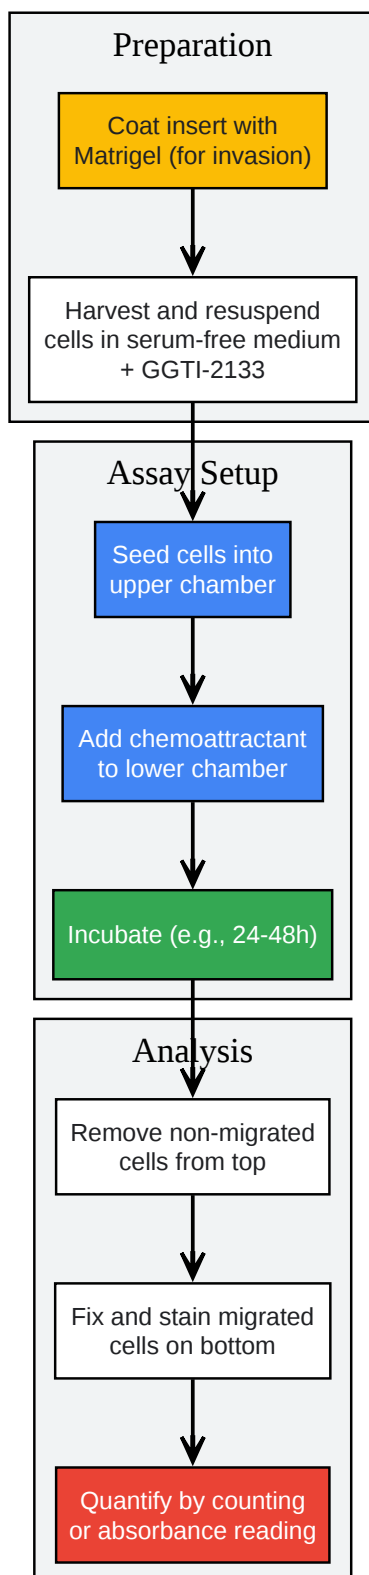 Preparation
Coat insert with
Matrigel (for invasion)
Harvest and resuspend
cells in serum-free medium
+ GGTI-2133
Assay Setup
Seed cells into
upper chamber
Add chemoattractant
to lower chamber
Incubate (e.g., 24-48h)
Analysis
Remove non-migrated
cells from top
Fix and stain migrated
cells on bottom
Quantify by counting
or absorbance reading